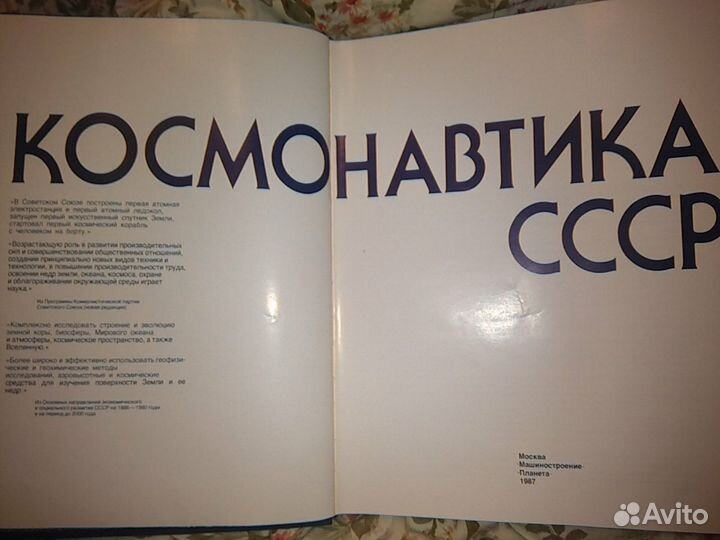 КОСМОНАВТИКА
СССР
«В Советском Союзе построены первая атомная
электростанция и первый атомный ледокол,
запущен первый искусственный спутник Земли,
стартовал первый космический корабль
с человеком на борту.»
«Возрастающую роль в развитии производительных
сил и совершенствовании общественных отношений,
создании принципиально новых видов техники и
технологии, в повышении производительности труда,
освоении недр земли, океана, космоса, охране
и облагораживании окружающей среды играет
наука.»
Из Программы Коммунистической партии
Советского Союза (новая редакция)
«Комплексно исследовать строение и эволюцию
земной коры, биосферы, Мирового океана
и атмосферы, космическое пространство, а также
Вселенную.»
«Более широко и эффективно использовать геофизи-
ческие и геохимические методы
исследований, аэровысотные и космические
средства для изучения поверхности Земли и ее
недр.»
Из Основных направлений экономического
и социального развития СССР на 1986—1990 годы
и на период до 2000 года
Москва
·Машиностроение·
·Планета·
1987
Avito